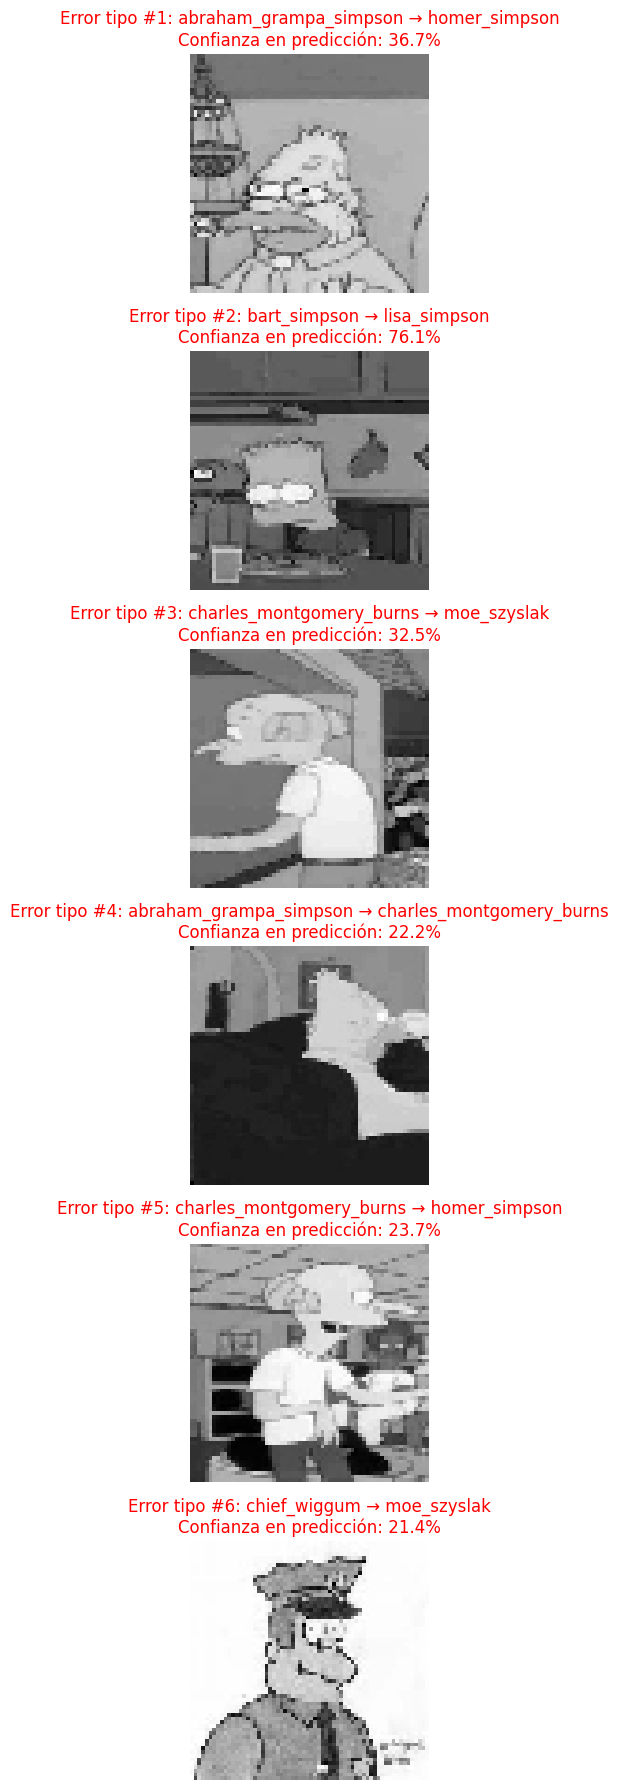 Error tipo #1: abraham_grampa_simpson → homer_simpson
Confianza en predicción: 36.7%
Error tipo #2: bart_simpson → lisa_simpson
Confianza en predicción: 76.1%
Error tipo #3: charles_montgomery_burns → moe_szyslak
Confianza en predicción: 32.5%
Error tipo #4: abraham_grampa_simpson → charles_montgomery_burns
Confianza en predicción: 22.2%
Error tipo #5: charles_montgomery_burns → homer_simpson
Confianza en predicción: 23.7%
Error tipo #6: chief_wiggum → moe_szyslak
Confianza en predicción: 21.4%